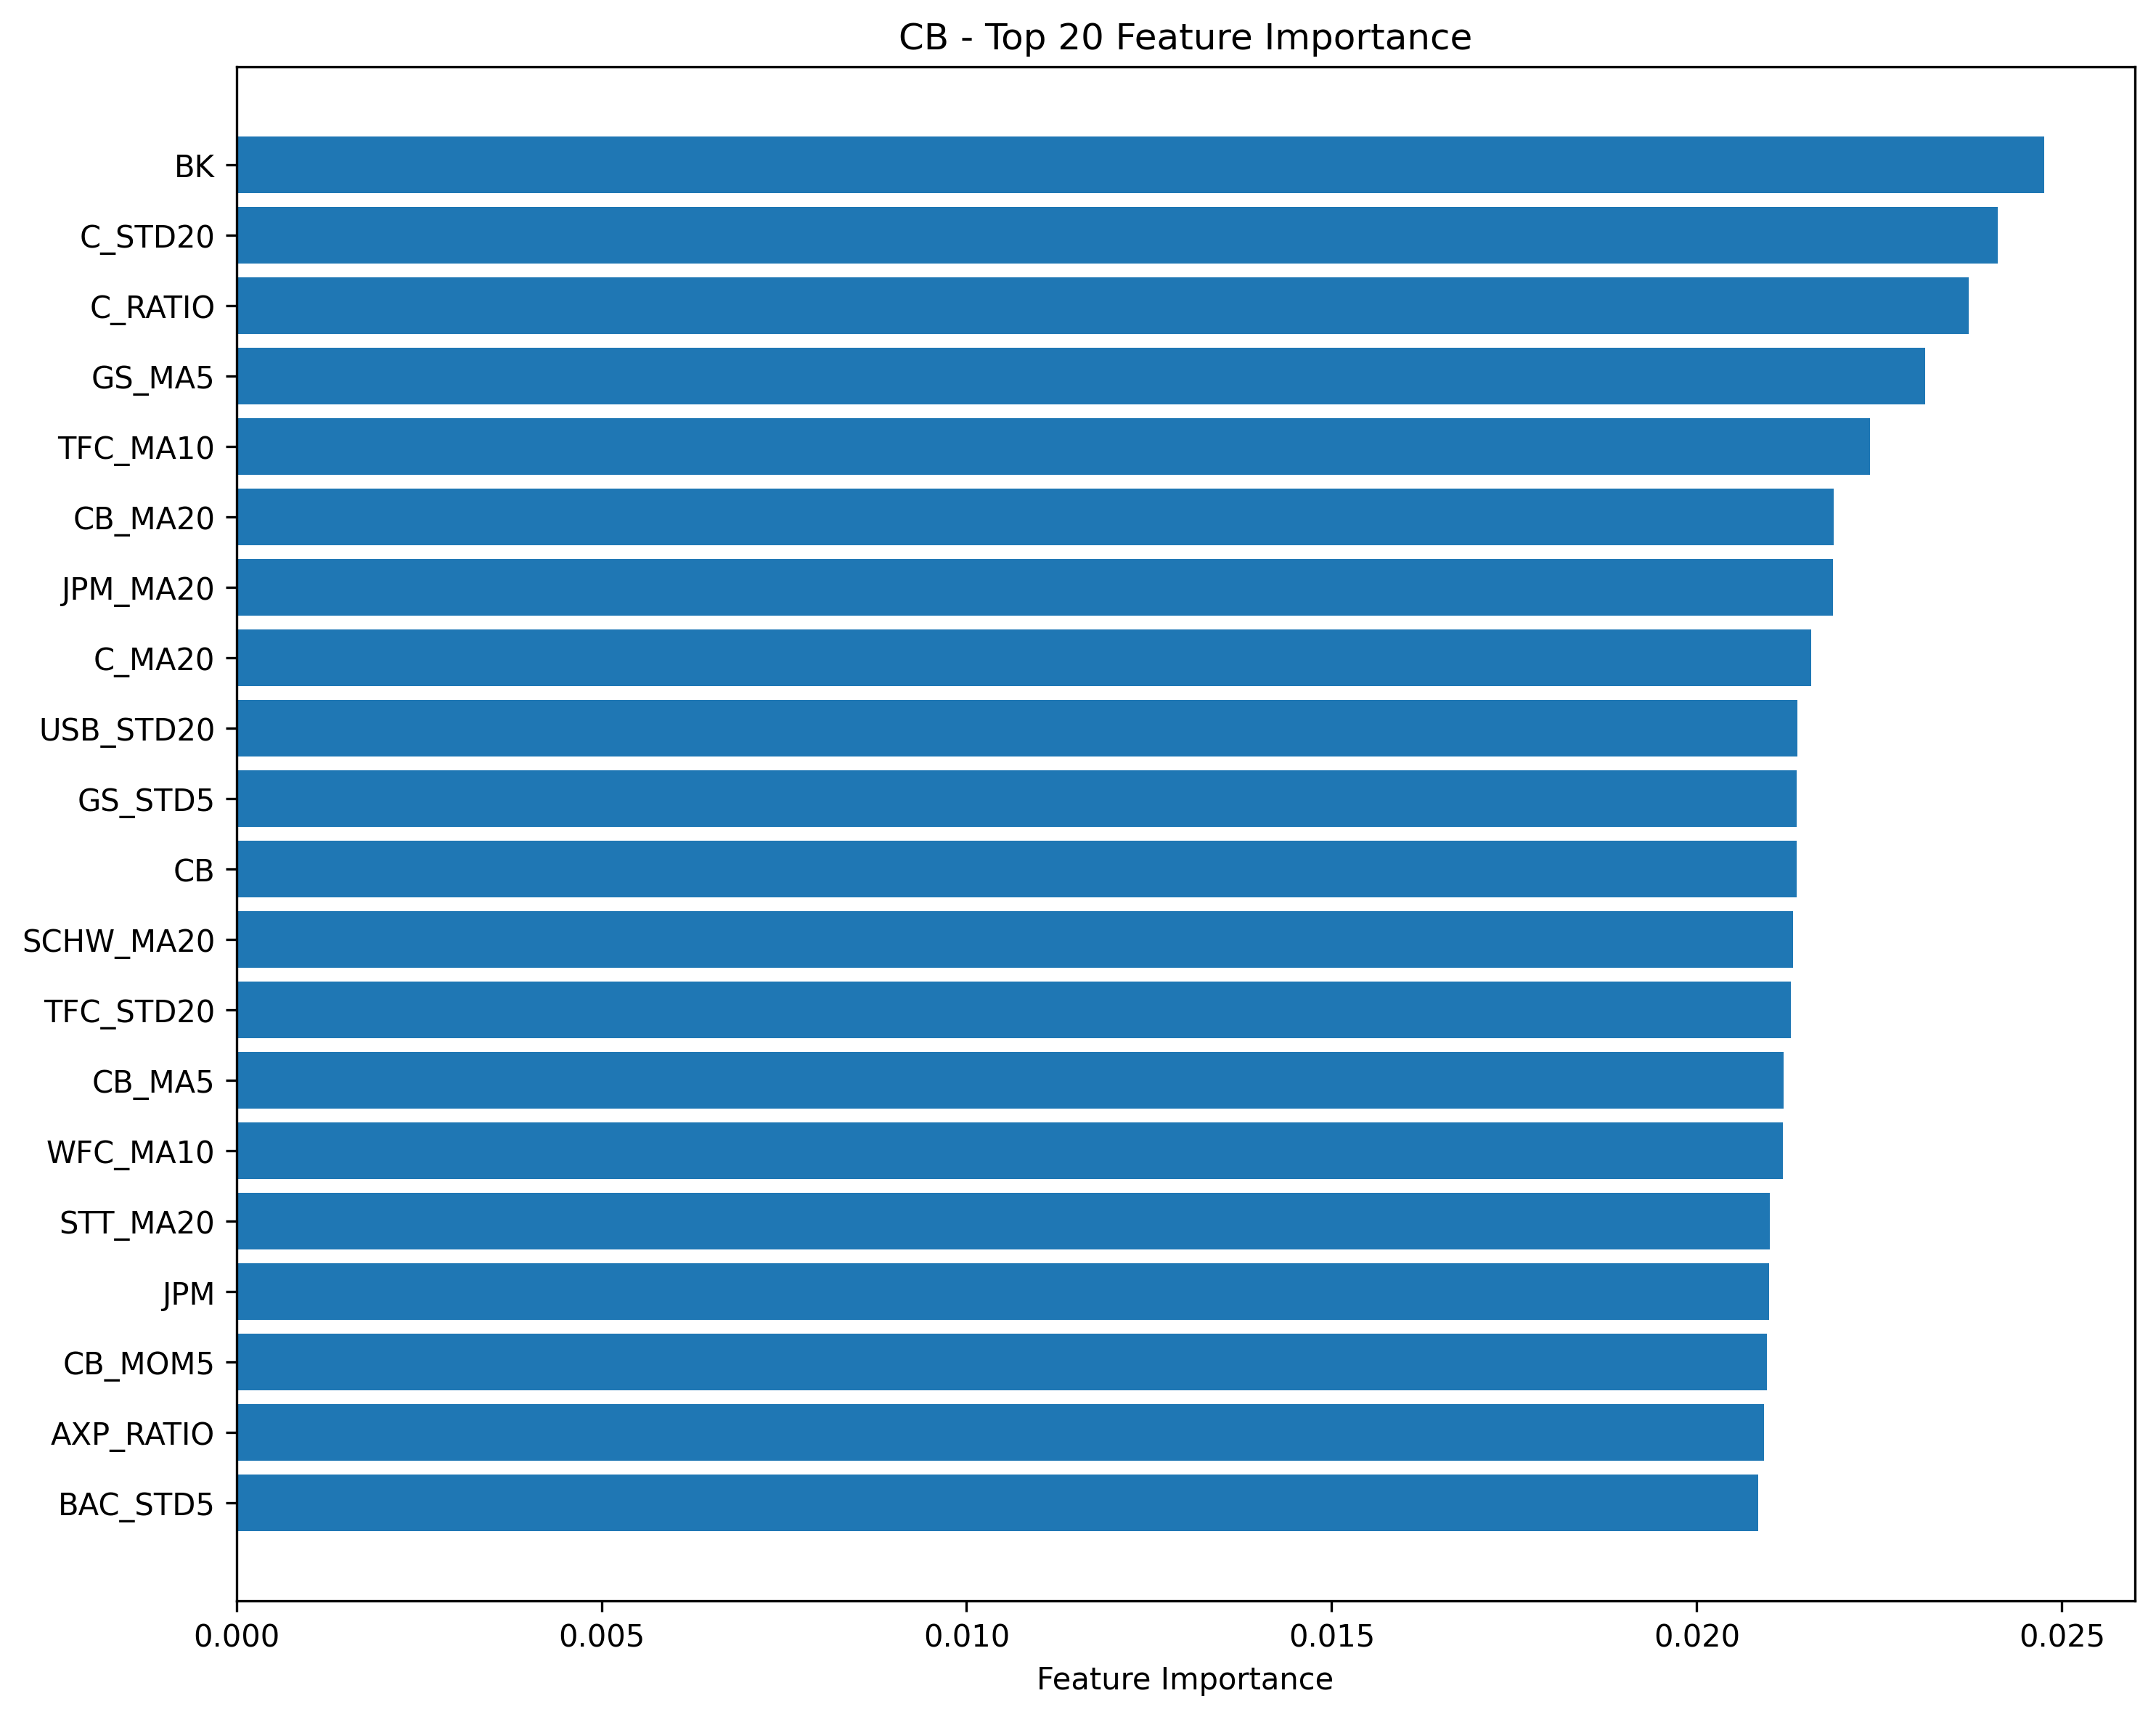 CB - Top 20 Feature Importance
BK
C_STD20
C_RATIO
GS_MA5
TFC_MA10
CB_MA20
JPM_MA20
C_MA20
USB_STD20
GS_STD5
CB
SCHW_MA20
TFC_STD20
CB_MA5
WFC_MA10
STT_MA20
JPM
CB_MOM5
AXP_RATIO
BAC_STD5
0.000 0.005 0.010 0.015 0.020 0.025
Feature Importance